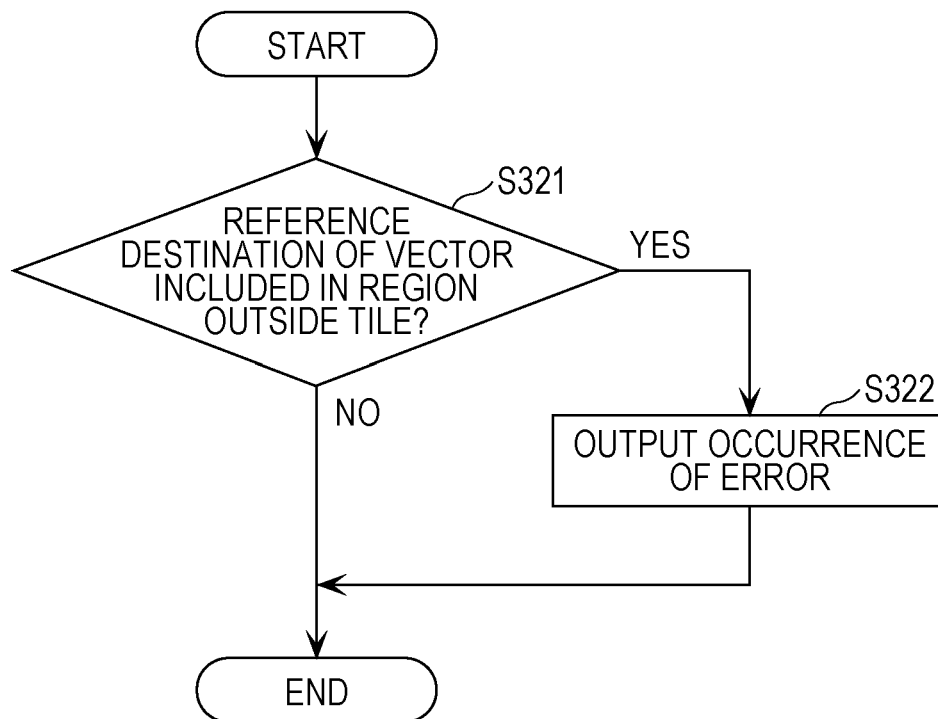 START
S321
REFERENCE
DESTINATION OF VECTOR
INCLUDED IN REGION
OUTSIDE TILE?
YES
NO
S322
OUTPUT OCCURRENCE
OF ERROR
END